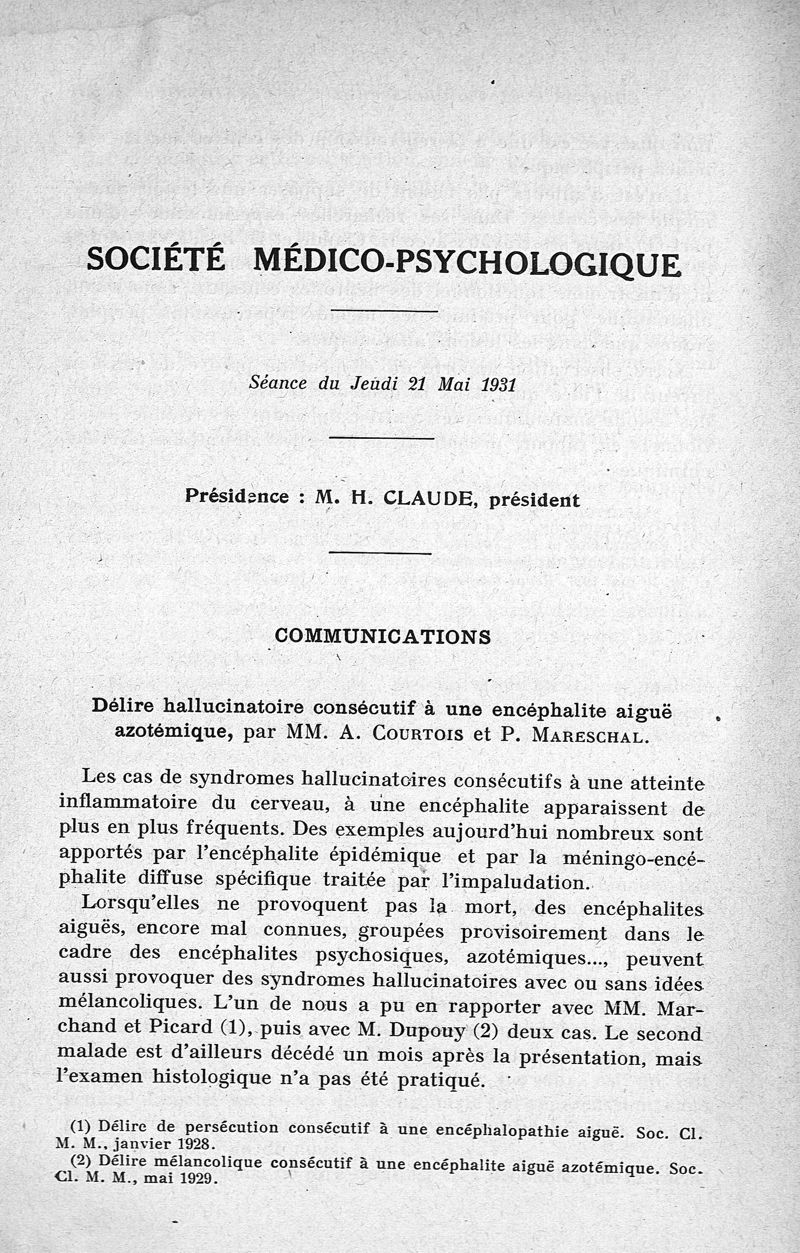 SOCIÉTÉ MÉDICO-PSYCHOLOGIQUE
Séance du Jeudi 21 Mai 1931
Présidence : M. H. CLAUDE, président
COMMUNICATIONS
Délire hallucinatoire consécutif à une encéphalite aiguë
azotémique, par MM. A. COURTOIS et P. MARESCHAL.
Les cas de syndromes hallucinatoires consécutifs à une atteinte
inflammatoire du cerveau, à une encéphalite apparaissent de
plus en plus fréquents. Des exemples aujourd'hui nombreux sont
apportés par l'encéphalite épidémique et par la méningo-encé-
phalite diffuse spécifique traitée par l'impaludation.
Lorsqu'elles ne provoquent pas la mort, des encéphalites
aiguës, encore mal connues, groupées provisoirement dans le
cadre des encéphalites psychosiques, azotémiques..., peuvent
aussi provoquer des syndromes hallucinatoires avec ou sans idées
mélancoliques. L'un de nous a pu en rapporter avec MM. Mar-
chand et Picard (1), puis avec M. Dupouy (2) deux cas. Le second
malade est d'ailleurs décédé un mois après la présentation, mais
l'examen histologique n'a pas été pratiqué.
(1) Délire de persécution consécutif à une encéphalopathie aiguë. Soc. Cl.
M. M., janvier 1928.
(2) Délire mélancolique consécutif à une encéphalite aiguë azotémique. Soc.
Cl. M. M., mai 1929.